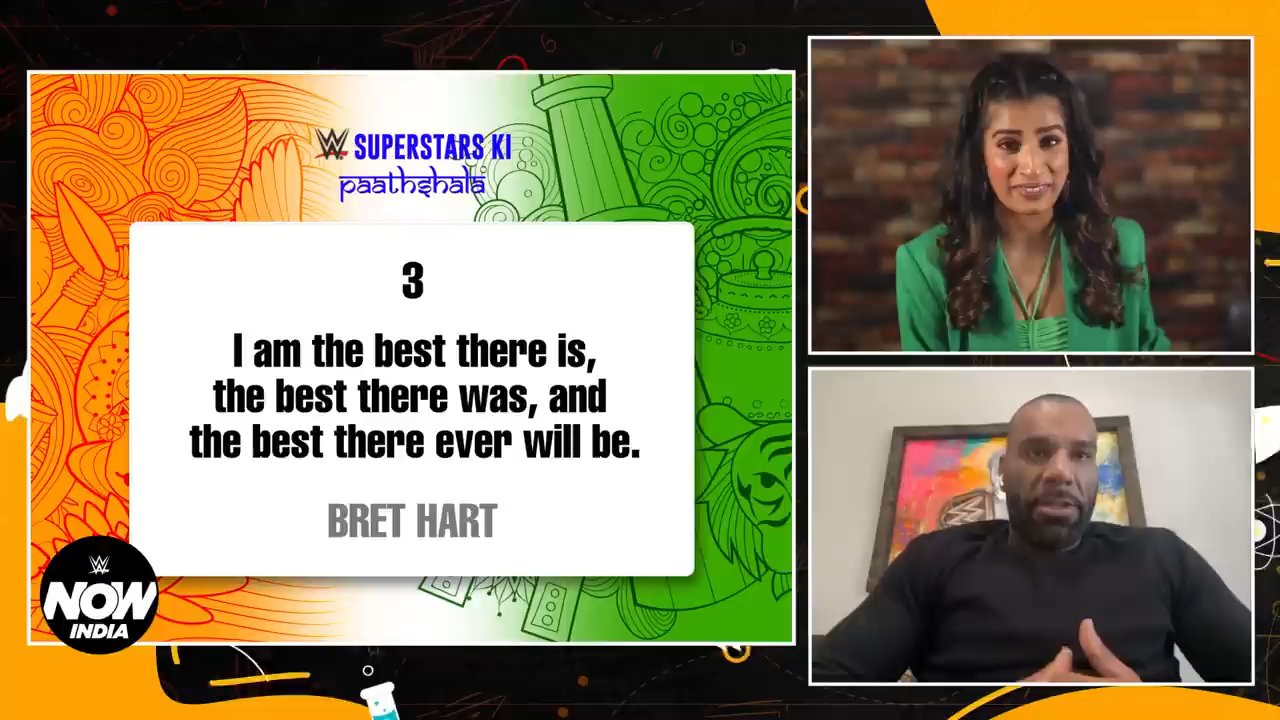 W SUPERSTARS KI
paathshala
3
I am the best there is,
the best there was, and
the best there ever will be.
BRET HART
W
NOW
INDIA